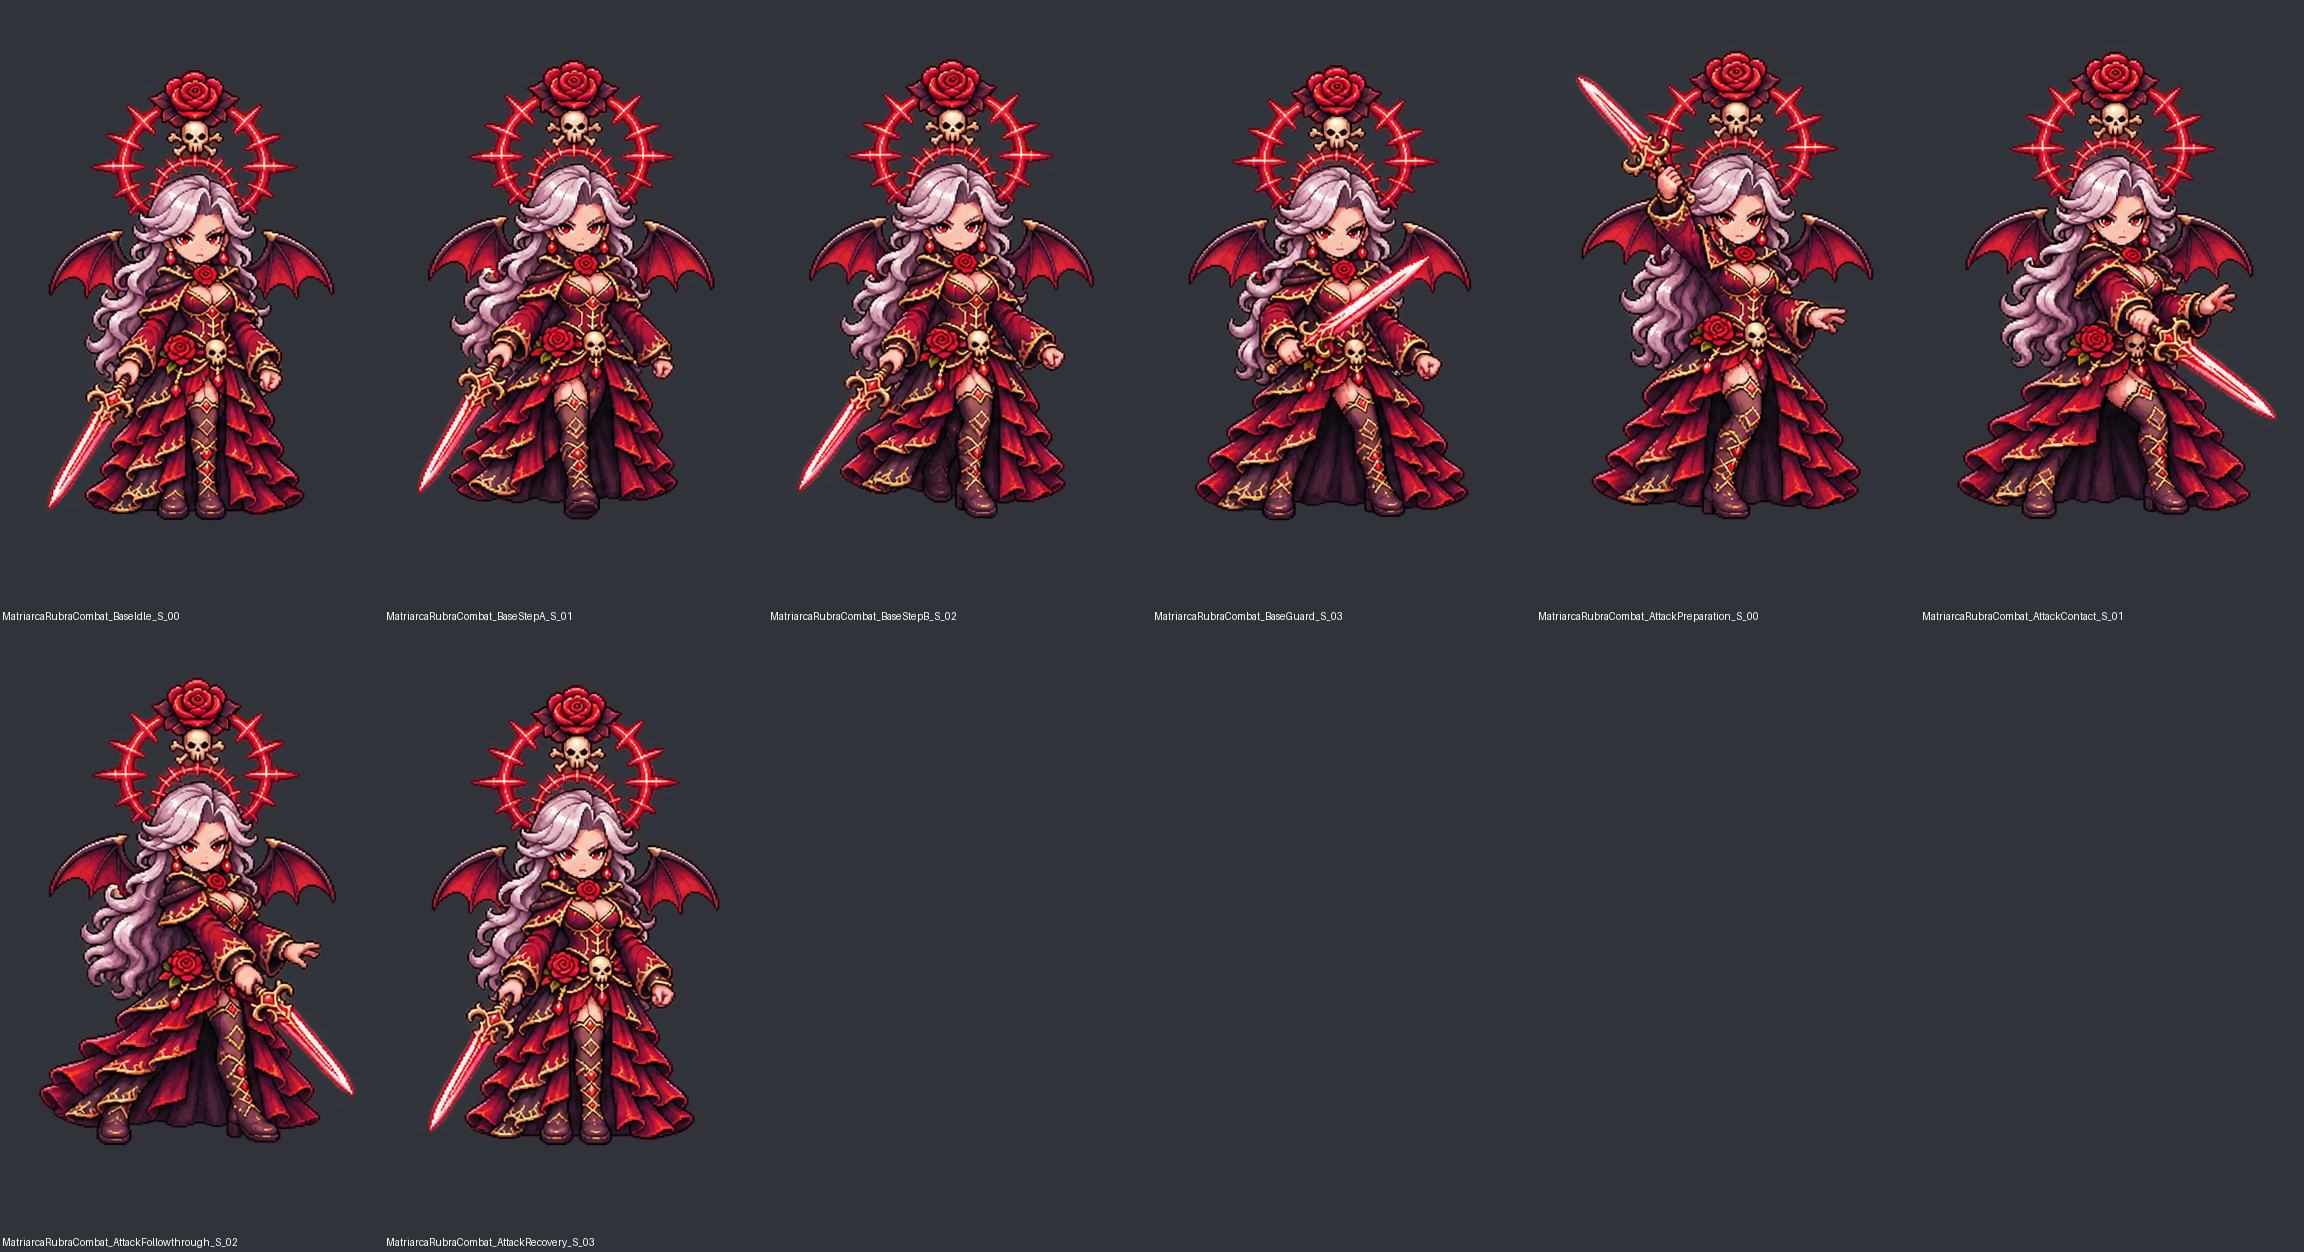 MatriarcaRubraCombat_BaseIdle_S_00
MatriarcaRubraCombat_BaseStepA_S_01
MatriarcaRubraCombat_BaseStepB_S_02
MatriarcaRubraCombat_BaseGuard_S_03
MatriarcaRubraCombat_AttackPreparation_S_00
MatriarcaRubraCombat_AttackContact_S_01
MatriarcaRubraCombat_AttackFollowthrough_S_02
MatriarcaRubraCombat_AttackRecovery_S_03